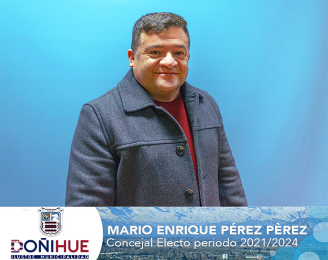 MARIO ENRIQUE PÉREZ PÈREZ
Concejal Electo periodo 2021/2024
DOÑIHUE
ILUSTRE MUNICIPALIDAD